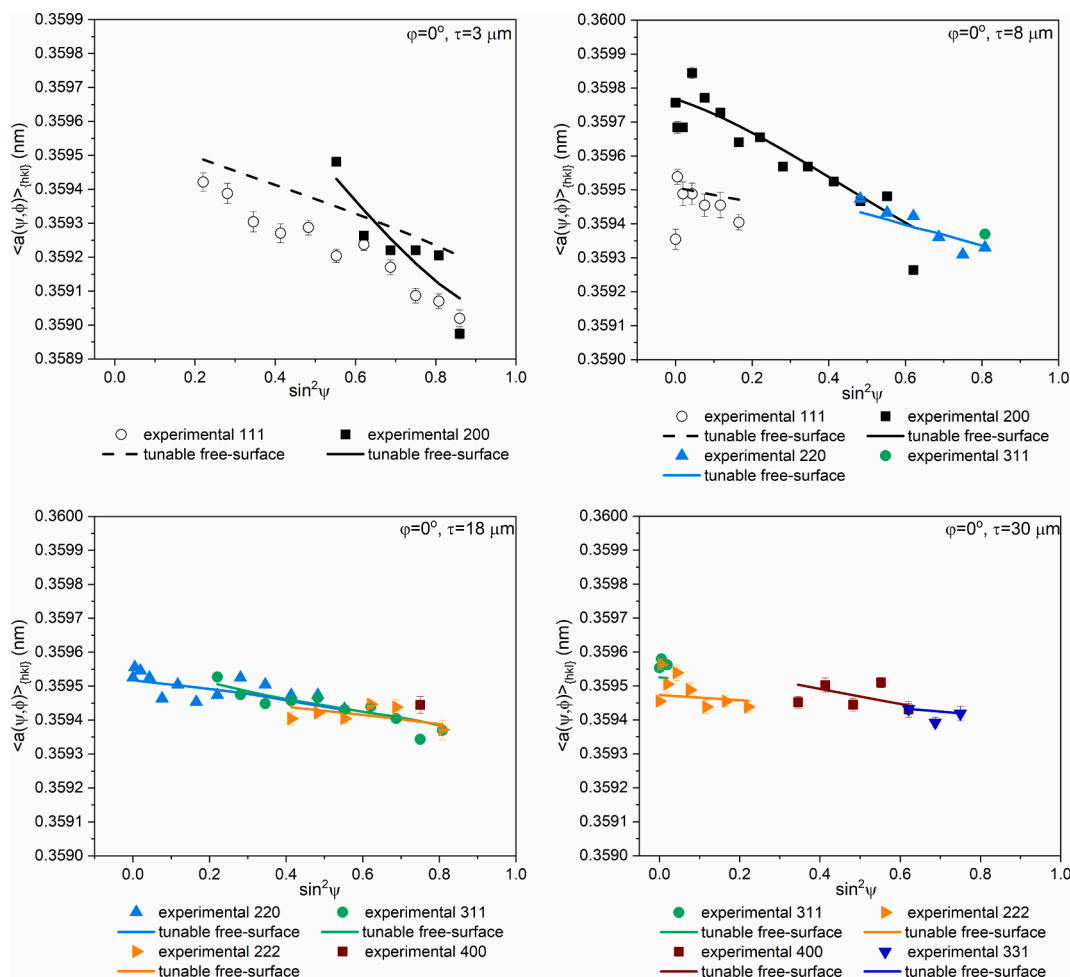 φ=0°, τ=3 μm
0.3599
0.3598
0.3597
0.3596
0.3595
0.3594
0.3593
0.3592
0.3591
0.3590
0.3589
<a(ψ,ϕ)>{hkl} (nm)
0.0 0.2 0.4 0.6 0.8 1.0
sin²ψ
experimental 111 experimental 200
tunable free-surface tunable free-surface
φ=0°, τ=8 μm
0.3600
0.3599
0.3598
0.3597
0.3596
0.3595
0.3594
0.3593
0.3592
0.3591
0.3590
<a(ψ,ϕ)>{hkl} (nm)
0.0 0.2 0.4 0.6 0.8 1.0
sin²ψ
experimental 111 experimental 200
tunable free-surface tunable free-surface
experimental 220 experimental 311
tunable free-surface
φ=0°, τ=18 μm
0.3600
0.3599
0.3598
0.3597
0.3596
0.3595
0.3594
0.3593
0.3592
0.3591
0.3590
<a(ψ,ϕ)>{hkl} (nm)
0.0 0.2 0.4 0.6 0.8 1.0
sin²ψ
experimental 220 experimental 311
tunable free-surface tunable free-surface
experimental 222 experimental 400
tunable free-surface
φ=0°, τ=30 μm
0.3600
0.3599
0.3598
0.3597
0.3596
0.3595
0.3594
0.3593
0.3592
0.3591
0.3590
<a(ψ,ϕ)>{hkl} (nm)
0.0 0.2 0.4 0.6 0.8 1.0
sin²ψ
experimental 311 experimental 222
tunable free-surface tunable free-surface
experimental 400 experimental 331
tunable free-surface tunable free-surface